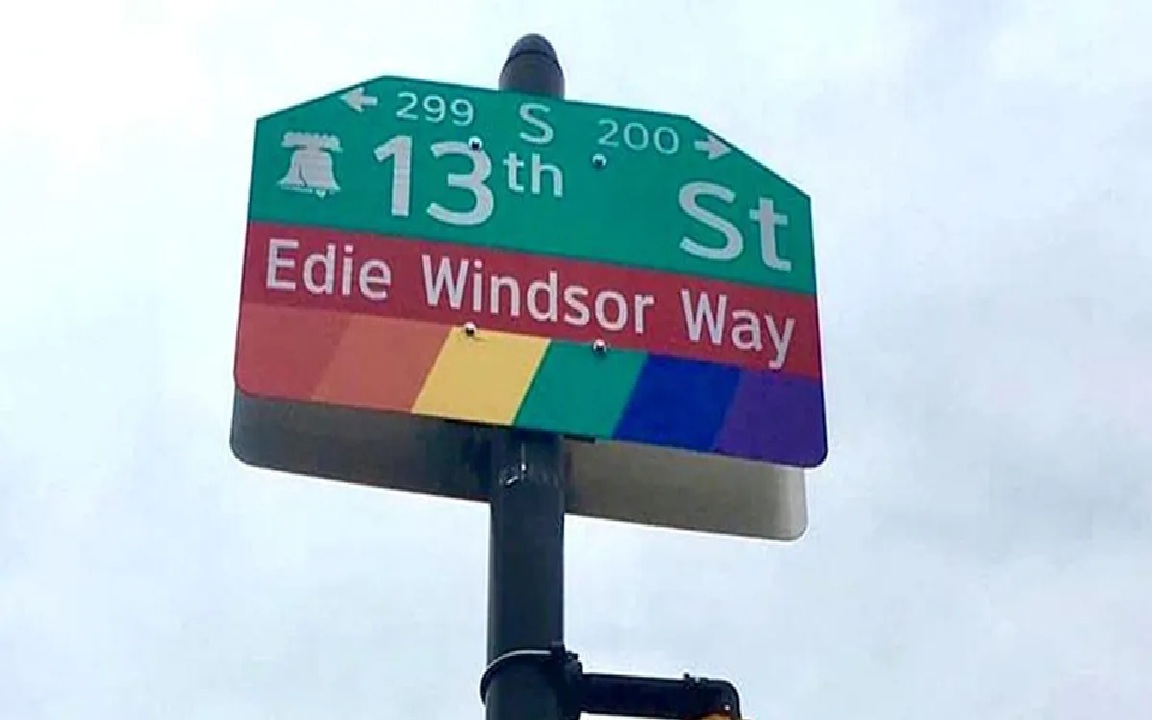 ← 299 S 200 →
13th St
Edie Windsor Way